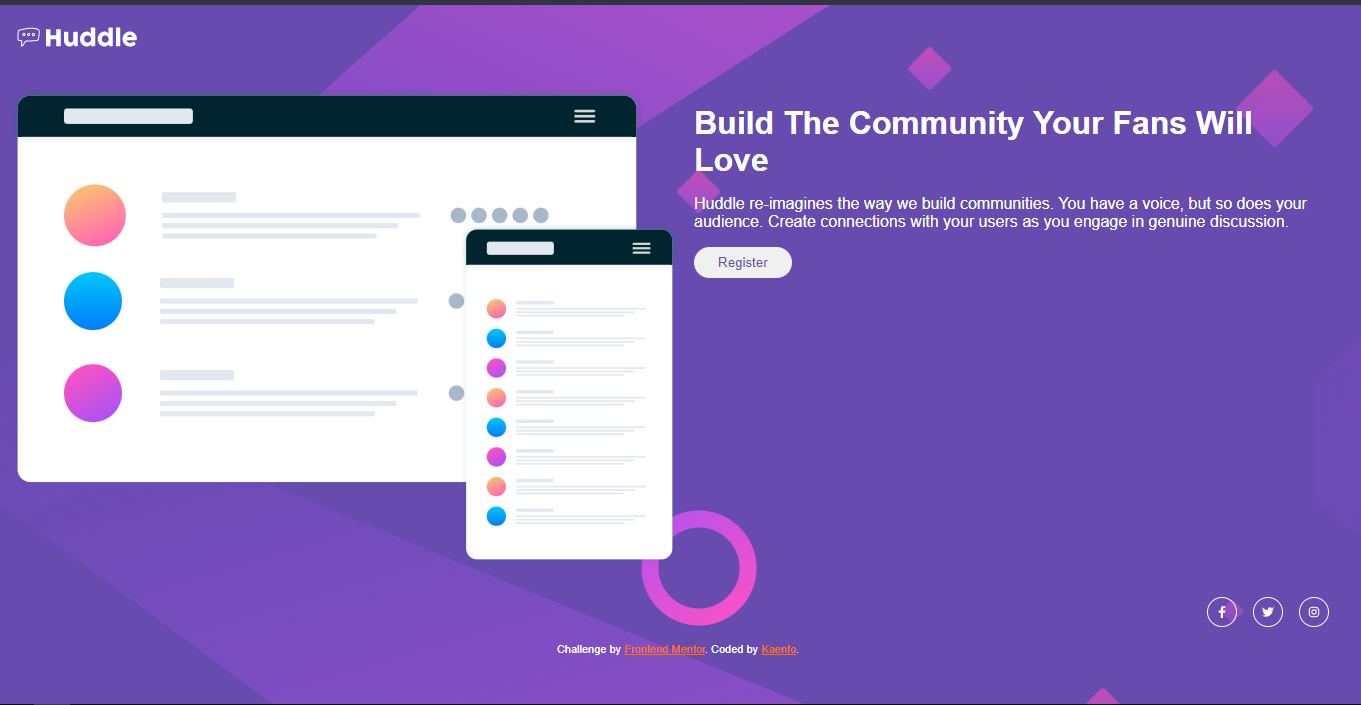 Huddle
Build The Community Your Fans Will
Love
Huddle re-imagines the way we build communities. You have a voice, but so does your
audience. Create connections with your users as you engage in genuine discussion.
Register
Challenge by Frontend Mentor. Coded by Kaento.